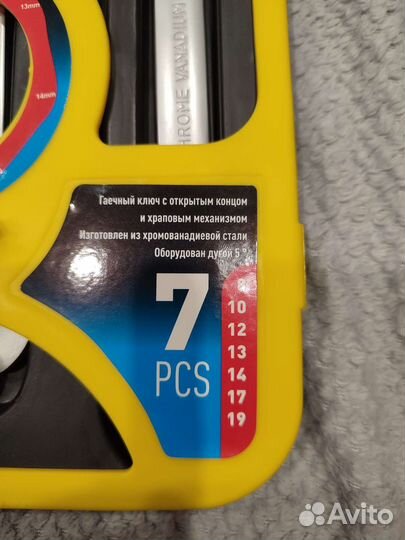 13mm
14mm
CHROME VANADIUM
Гаечный ключ с открытым концом
и храповым механизмом
Изготовлен из хромованадиевой стали
Оборудован дугой 5 °
7
PCS
10
12
13
14
17
19
Avito